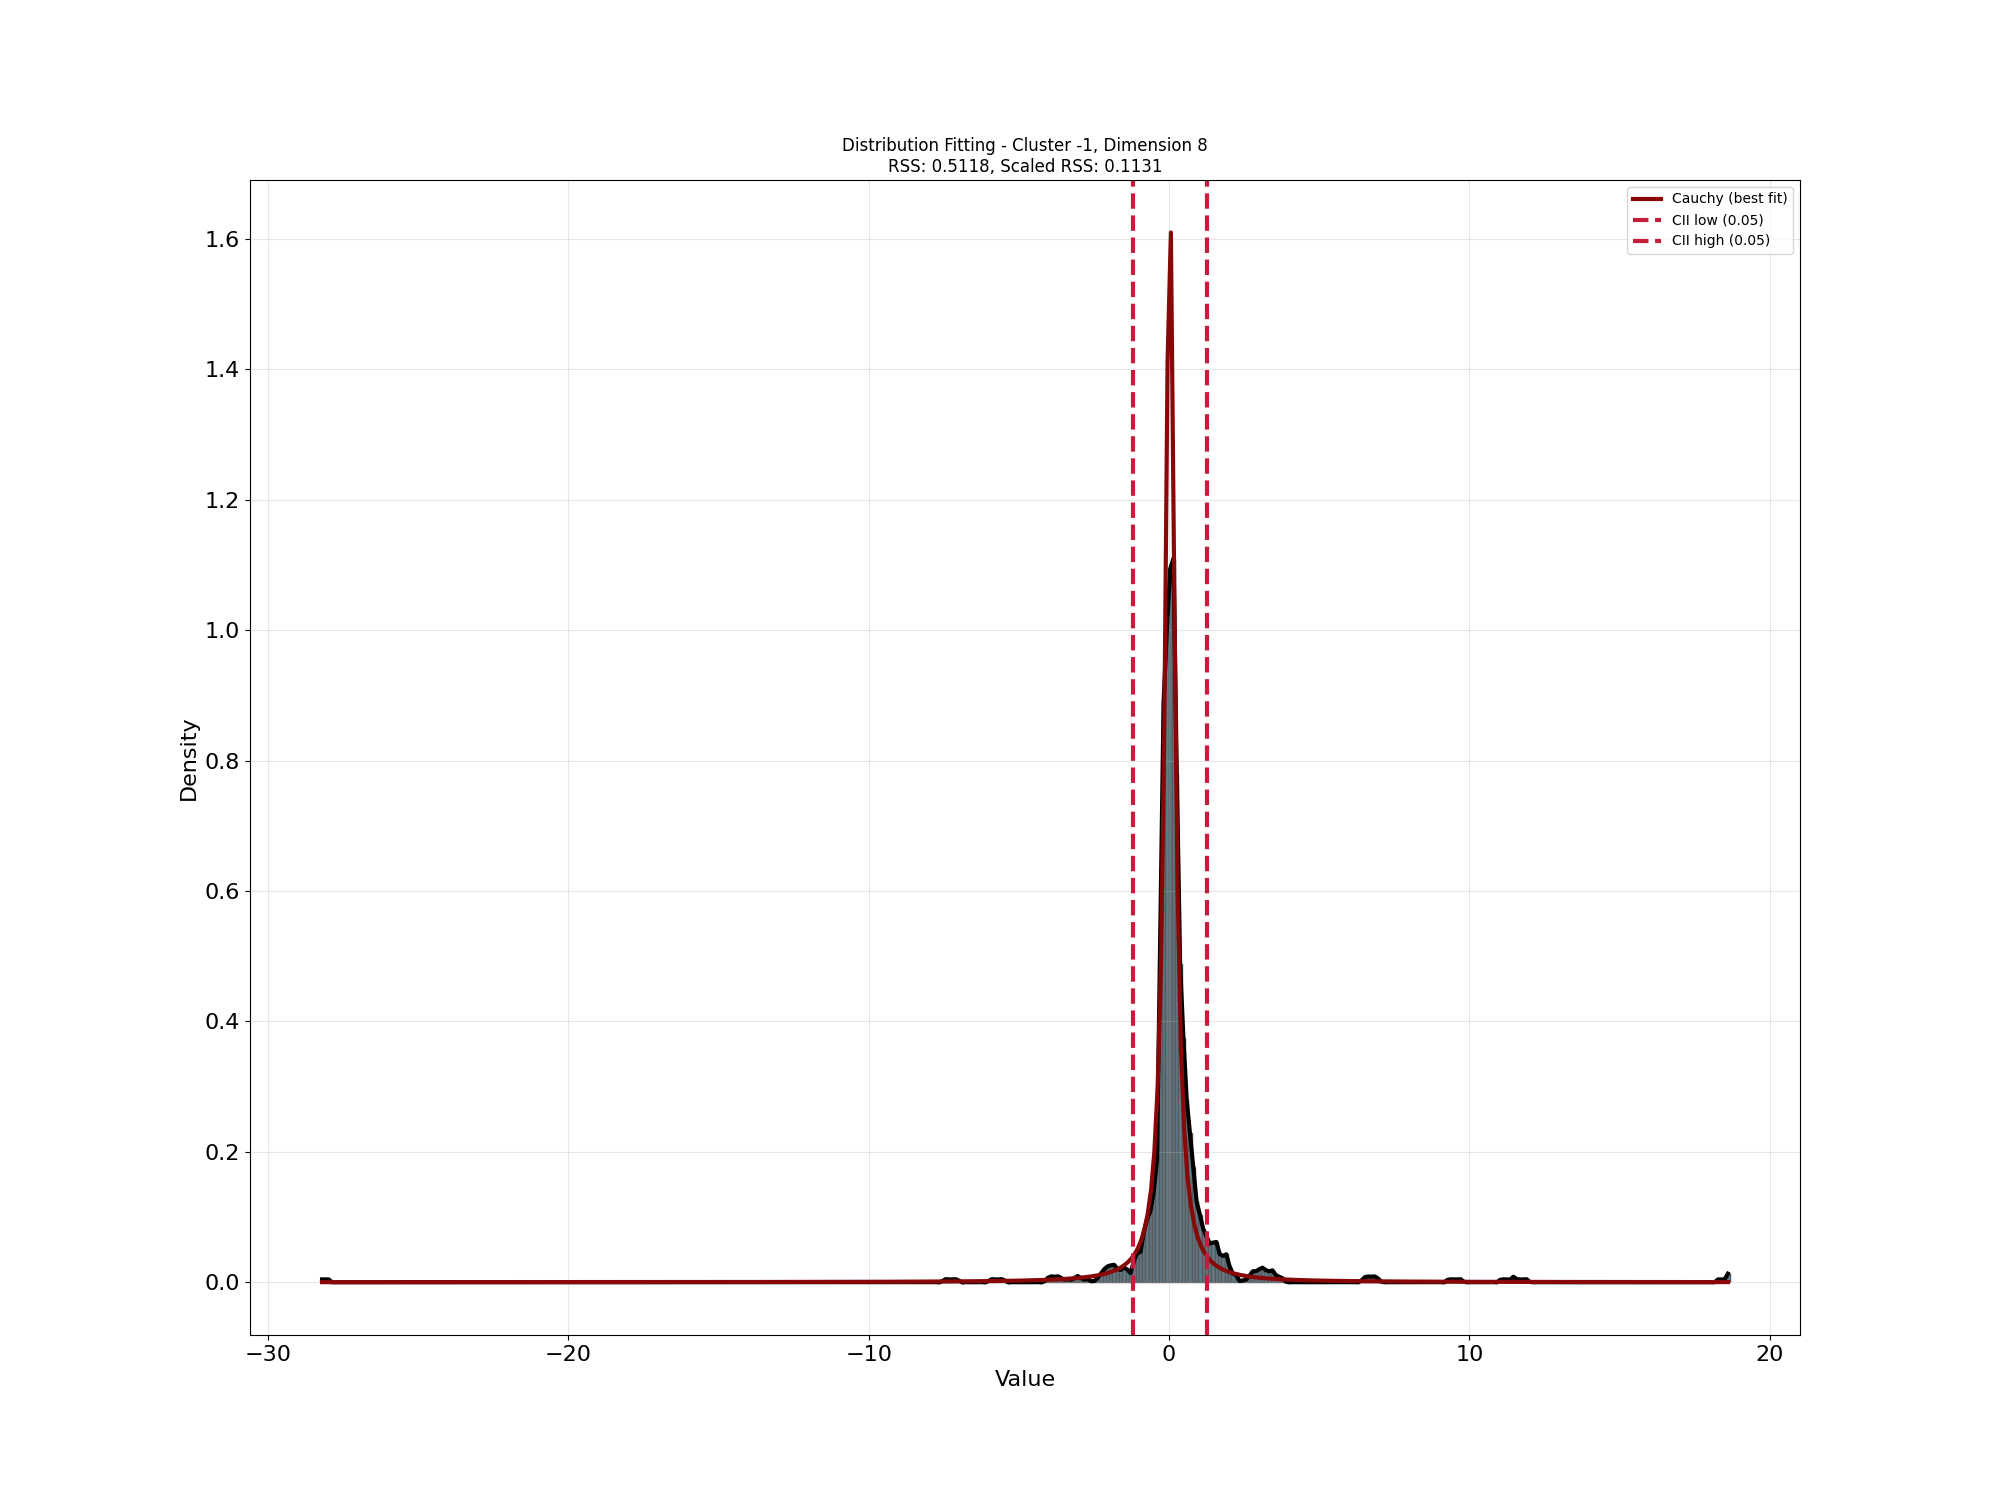 Distribution Fitting - Cluster -1, Dimension 8
RSS: 0.5118, Scaled RSS: 0.1131
Cauchy (best fit)
CII low (0.05)
CII high (0.05)
1.6
1.4
1.2
1.0
0.8
0.6
0.4
0.2
0.0
Density
−30
−20
−10
0
10
20
Value